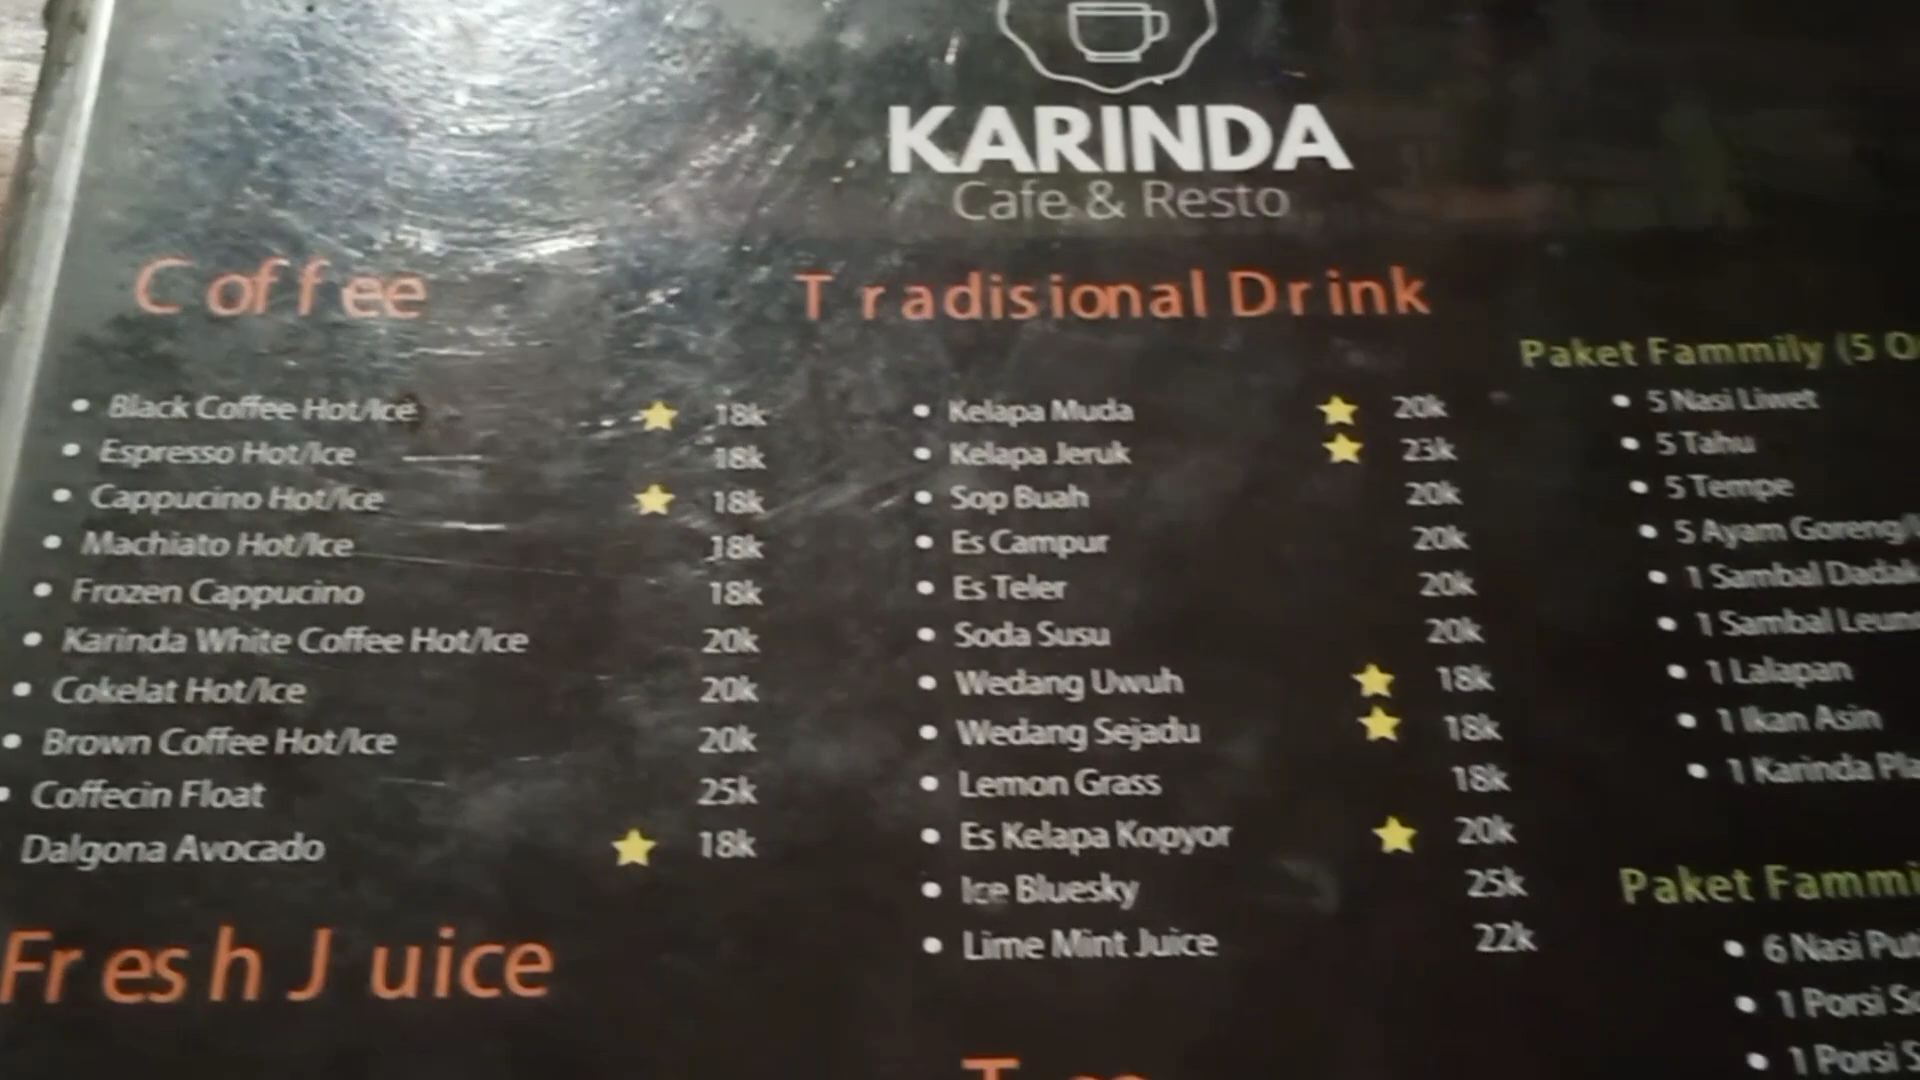 KARINDA
Cafe & Resto
Coffee
Black Coffee Hot/Ice 18k
Espresso Hot/Ice 18k
Cappucino Hot/Ice 18k
Machiato Hot/Ice 18k
Frozen Cappucino 18k
Karinda White Coffee Hot/Ice 20k
Cokelat Hot/Ice 20k
Brown Coffee Hot/Ice 20k
Coffecin Float 25k
Dalgona Avocado 18k
Fresh Juice
Tradisional Drink
Kelapa Muda 20k
Kelapa Jeruk 23k
Sop Buah 20k
Es Campur 20k
Es Teler 20k
Soda Susu 20k
Wedang Uwuh 18k
Wedang Sejadu 18k
Lemon Grass 18k
Es Kelapa Kopyor 20k
Ice Bluesky 25k
Lime Mint Juice 22k
Paket Fammily (5
5 Nasi Liwet
5 Tahu
5 Tempe
5 Ayam Goreng/
1 Sambal
1 Sambal
1 Lalapan
1 Ikan Asin
1 Karinda
Paket
6 Nasi
1 Porsi
1 Porsi